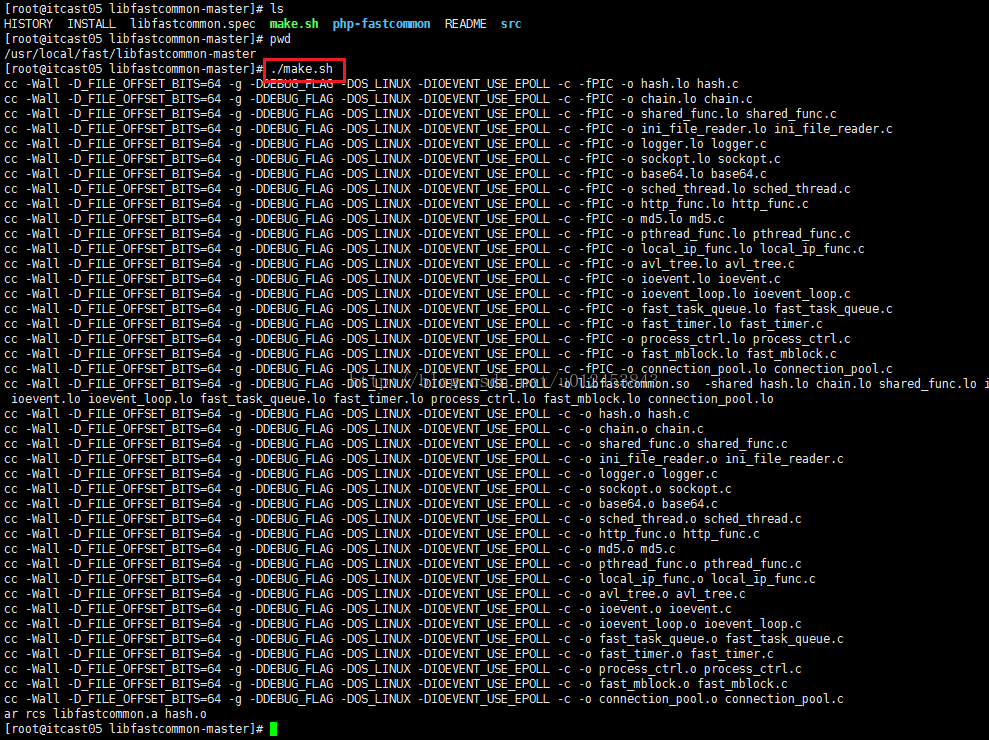 [root@itcast05 libfastcommon-master]# ls
HISTORY  INSTALL  libfastcommon.spec  make.sh  php-fastcommon  README  src
[root@itcast05 libfastcommon-master]# pwd
/usr/local/fast/libfastcommon-master
[root@itcast05 libfastcommon-master]# ./make.sh
cc -Wall -D_FILE_OFFSET_BITS=64 -g -DDEBUG_FLAG -DOS_LINUX -DIOEVENT_USE_EPOLL -c -fPIC -o hash.lo hash.c
cc -Wall -D_FILE_OFFSET_BITS=64 -g -DDEBUG_FLAG -DOS_LINUX -DIOEVENT_USE_EPOLL -c -fPIC -o chain.lo chain.c
cc -Wall -D_FILE_OFFSET_BITS=64 -g -DDEBUG_FLAG -DOS_LINUX -DIOEVENT_USE_EPOLL -c -fPIC -o shared_func.lo shared_func.c
cc -Wall -D_FILE_OFFSET_BITS=64 -g -DDEBUG_FLAG -DOS_LINUX -DIOEVENT_USE_EPOLL -c -fPIC -o ini_file_reader.lo ini_file_reader.c
cc -Wall -D_FILE_OFFSET_BITS=64 -g -DDEBUG_FLAG -DOS_LINUX -DIOEVENT_USE_EPOLL -c -fPIC -o logger.lo logger.c
cc -Wall -D_FILE_OFFSET_BITS=64 -g -DDEBUG_FLAG -DOS_LINUX -DIOEVENT_USE_EPOLL -c -fPIC -o sockopt.lo sockopt.c
cc -Wall -D_FILE_OFFSET_BITS=64 -g -DDEBUG_FLAG -DOS_LINUX -DIOEVENT_USE_EPOLL -c -fPIC -o base64.lo base64.c
cc -Wall -D_FILE_OFFSET_BITS=64 -g -DDEBUG_FLAG -DOS_LINUX -DIOEVENT_USE_EPOLL -c -fPIC -o sched_thread.lo sched_thread.c
cc -Wall -D_FILE_OFFSET_BITS=64 -g -DDEBUG_FLAG -DOS_LINUX -DIOEVENT_USE_EPOLL -c -fPIC -o http_func.lo http_func.c
cc -Wall -D_FILE_OFFSET_BITS=64 -g -DDEBUG_FLAG -DOS_LINUX -DIOEVENT_USE_EPOLL -c -fPIC -o md5.lo md5.c
cc -Wall -D_FILE_OFFSET_BITS=64 -g -DDEBUG_FLAG -DOS_LINUX -DIOEVENT_USE_EPOLL -c -fPIC -o pthread_func.lo pthread_func.c
cc -Wall -D_FILE_OFFSET_BITS=64 -g -DDEBUG_FLAG -DOS_LINUX -DIOEVENT_USE_EPOLL -c -fPIC -o local_ip_func.lo local_ip_func.c
cc -Wall -D_FILE_OFFSET_BITS=64 -g -DDEBUG_FLAG -DOS_LINUX -DIOEVENT_USE_EPOLL -c -fPIC -o avl_tree.lo avl_tree.c
cc -Wall -D_FILE_OFFSET_BITS=64 -g -DDEBUG_FLAG -DOS_LINUX -DIOEVENT_USE_EPOLL -c -fPIC -o ioevent.lo ioevent.c
cc -Wall -D_FILE_OFFSET_BITS=64 -g -DDEBUG_FLAG -DOS_LINUX -DIOEVENT_USE_EPOLL -c -fPIC -o ioevent_loop.lo ioevent_loop.c
cc -Wall -D_FILE_OFFSET_BITS=64 -g -DDEBUG_FLAG -DOS_LINUX -DIOEVENT_USE_EPOLL -c -fPIC -o fast_task_queue.lo fast_task_queue.c
cc -Wall -D_FILE_OFFSET_BITS=64 -g -DDEBUG_FLAG -DOS_LINUX -DIOEVENT_USE_EPOLL -c -fPIC -o fast_timer.lo fast_timer.c
cc -Wall -D_FILE_OFFSET_BITS=64 -g -DDEBUG_FLAG -DOS_LINUX -DIOEVENT_USE_EPOLL -c -fPIC -o process_ctrl.lo process_ctrl.c
cc -Wall -D_FILE_OFFSET_BITS=64 -g -DDEBUG_FLAG -DOS_LINUX -DIOEVENT_USE_EPOLL -c -fPIC -o fast_mblock.lo fast_mblock.c
cc -Wall -D_FILE_OFFSET_BITS=64 -g -DDEBUG_FLAG -DOS_LINUX -DIOEVENT_USE_EPOLL -c -fPIC -o connection_pool.lo connection_pool.c
cc -Wall -D_FILE_OFFSET_BITS=64 -g -DDEBUG_FLAG -DOS_LINUX -DIOEVENT_USE_EPOLL -o libfastcommon.so  -shared hash.lo chain.lo shared_func.lo i
ioevent.lo ioevent_loop.lo fast_task_queue.lo fast_timer.lo process_ctrl.lo fast_mblock.lo connection_pool.lo
cc -Wall -D_FILE_OFFSET_BITS=64 -g -DDEBUG_FLAG -DOS_LINUX -DIOEVENT_USE_EPOLL -c -o hash.o hash.c
cc -Wall -D_FILE_OFFSET_BITS=64 -g -DDEBUG_FLAG -DOS_LINUX -DIOEVENT_USE_EPOLL -c -o chain.o chain.c
cc -Wall -D_FILE_OFFSET_BITS=64 -g -DDEBUG_FLAG -DOS_LINUX -DIOEVENT_USE_EPOLL -c -o shared_func.o shared_func.c
cc -Wall -D_FILE_OFFSET_BITS=64 -g -DDEBUG_FLAG -DOS_LINUX -DIOEVENT_USE_EPOLL -c -o ini_file_reader.o ini_file_reader.c
cc -Wall -D_FILE_OFFSET_BITS=64 -g -DDEBUG_FLAG -DOS_LINUX -DIOEVENT_USE_EPOLL -c -o logger.o logger.c
cc -Wall -D_FILE_OFFSET_BITS=64 -g -DDEBUG_FLAG -DOS_LINUX -DIOEVENT_USE_EPOLL -c -o sockopt.o sockopt.c
cc -Wall -D_FILE_OFFSET_BITS=64 -g -DDEBUG_FLAG -DOS_LINUX -DIOEVENT_USE_EPOLL -c -o base64.o base64.c
cc -Wall -D_FILE_OFFSET_BITS=64 -g -DDEBUG_FLAG -DOS_LINUX -DIOEVENT_USE_EPOLL -c -o sched_thread.o sched_thread.c
cc -Wall -D_FILE_OFFSET_BITS=64 -g -DDEBUG_FLAG -DOS_LINUX -DIOEVENT_USE_EPOLL -c -o http_func.o http_func.c
cc -Wall -D_FILE_OFFSET_BITS=64 -g -DDEBUG_FLAG -DOS_LINUX -DIOEVENT_USE_EPOLL -c -o md5.o md5.c
cc -Wall -D_FILE_OFFSET_BITS=64 -g -DDEBUG_FLAG -DOS_LINUX -DIOEVENT_USE_EPOLL -c -o pthread_func.o pthread_func.c
cc -Wall -D_FILE_OFFSET_BITS=64 -g -DDEBUG_FLAG -DOS_LINUX -DIOEVENT_USE_EPOLL -c -o local_ip_func.o local_ip_func.c
cc -Wall -D_FILE_OFFSET_BITS=64 -g -DDEBUG_FLAG -DOS_LINUX -DIOEVENT_USE_EPOLL -c -o avl_tree.o avl_tree.c
cc -Wall -D_FILE_OFFSET_BITS=64 -g -DDEBUG_FLAG -DOS_LINUX -DIOEVENT_USE_EPOLL -c -o ioevent.o ioevent.c
cc -Wall -D_FILE_OFFSET_BITS=64 -g -DDEBUG_FLAG -DOS_LINUX -DIOEVENT_USE_EPOLL -c -o ioevent_loop.o ioevent_loop.c
cc -Wall -D_FILE_OFFSET_BITS=64 -g -DDEBUG_FLAG -DOS_LINUX -DIOEVENT_USE_EPOLL -c -o fast_task_queue.o fast_task_queue.c
cc -Wall -D_FILE_OFFSET_BITS=64 -g -DDEBUG_FLAG -DOS_LINUX -DIOEVENT_USE_EPOLL -c -o fast_timer.o fast_timer.c
cc -Wall -D_FILE_OFFSET_BITS=64 -g -DDEBUG_FLAG -DOS_LINUX -DIOEVENT_USE_EPOLL -c -o process_ctrl.o process_ctrl.c
cc -Wall -D_FILE_OFFSET_BITS=64 -g -DDEBUG_FLAG -DOS_LINUX -DIOEVENT_USE_EPOLL -c -o fast_mblock.o fast_mblock.c
cc -Wall -D_FILE_OFFSET_BITS=64 -g -DDEBUG_FLAG -DOS_LINUX -DIOEVENT_USE_EPOLL -c -o connection_pool.o connection_pool.c
ar rcs libfastcommon.a hash.o
[root@itcast05 libfastcommon-master]#